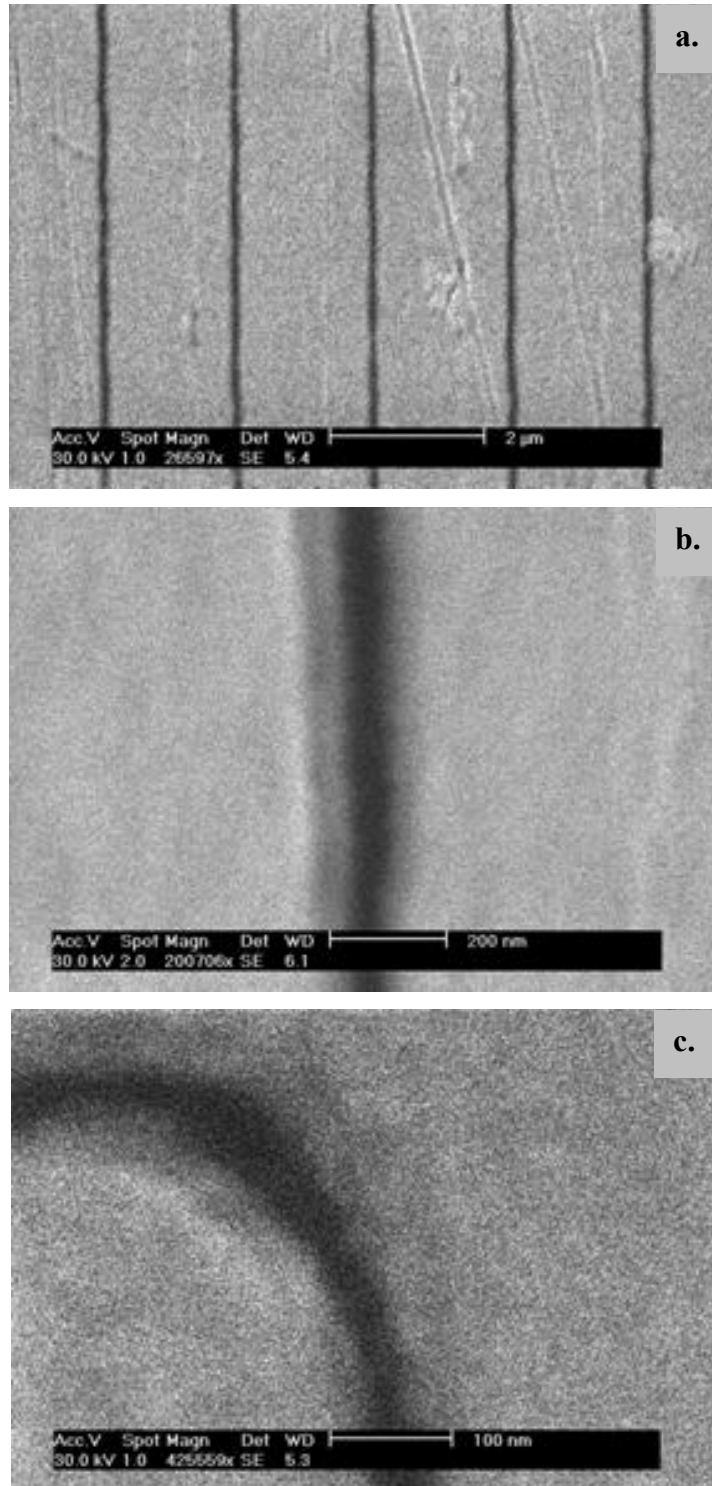 a.
Acc.V Spot Magn Det WD 2 µm
30.0 kV 1.0 26597x SE 5.4
b.
Acc.V Spot Magn Det WD 200 nm
30.0 kV 2.0 200706x SE 6.1
c.
Acc.V Spot Magn Det WD 100 nm
30.0 kV 1.0 425559x SE 5.3